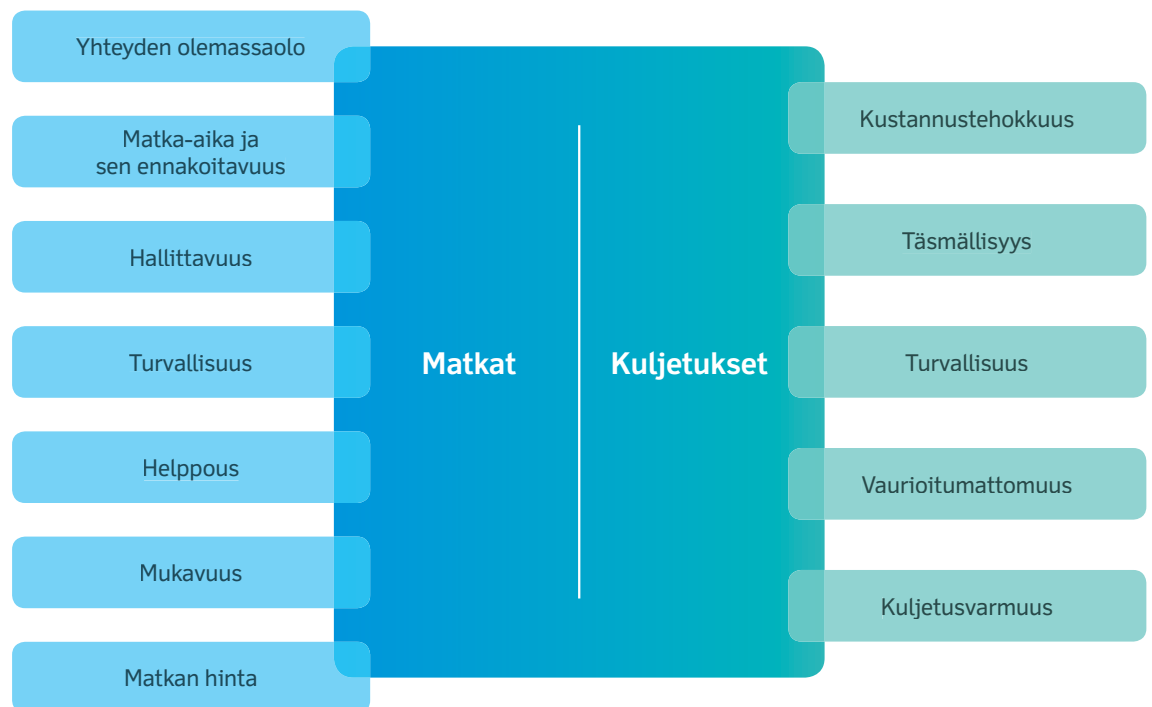 Yhteyden olemassaolo
Matka-aika ja
sen ennakoitavuus
Hallittavuus
Turvallisuus
Helppous
Mukavuus
Matkan hinta
Matkat
Kuljetukset
Kustannustehokkuus
Täsmällisyys
Turvallisuus
Vaurioitumattomuus
Kuljetusvarmuus